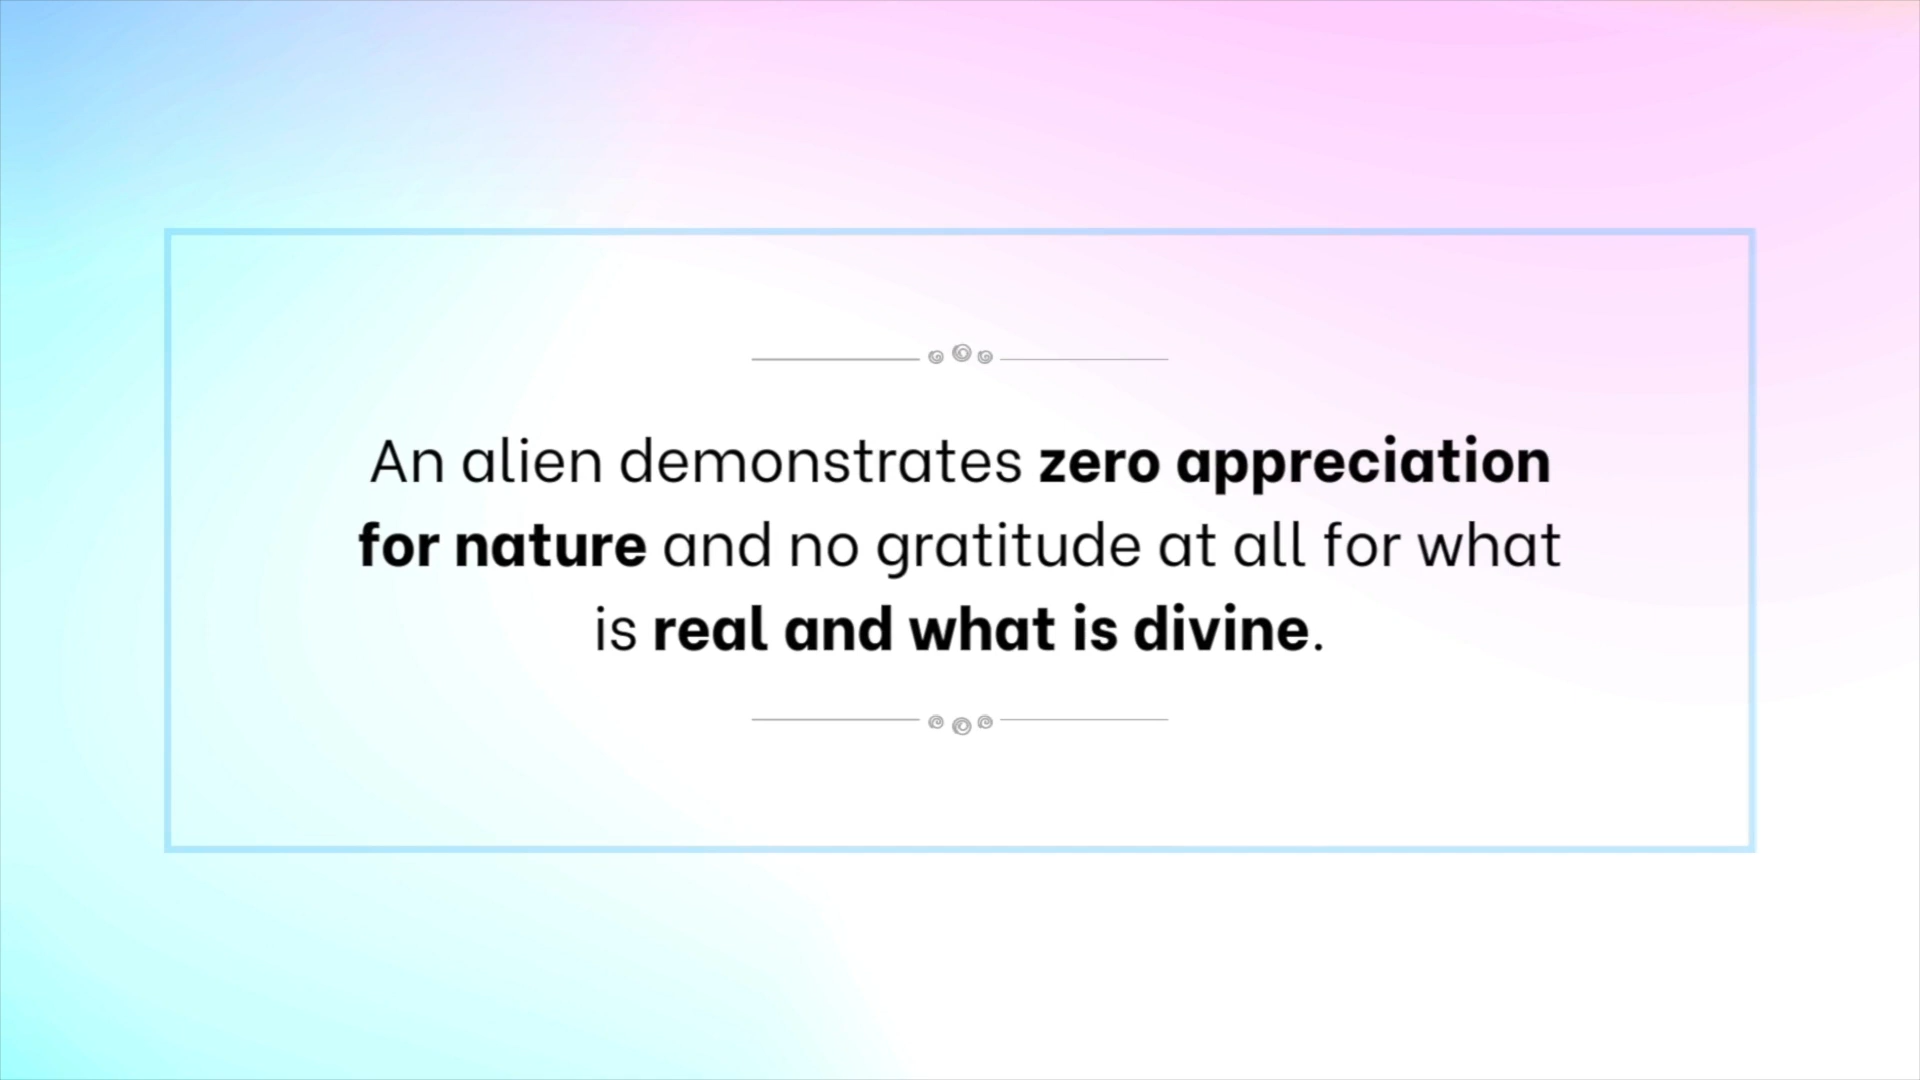 An alien demonstrates zero appreciation
for nature and no gratitude at all for what
is real and what is divine.